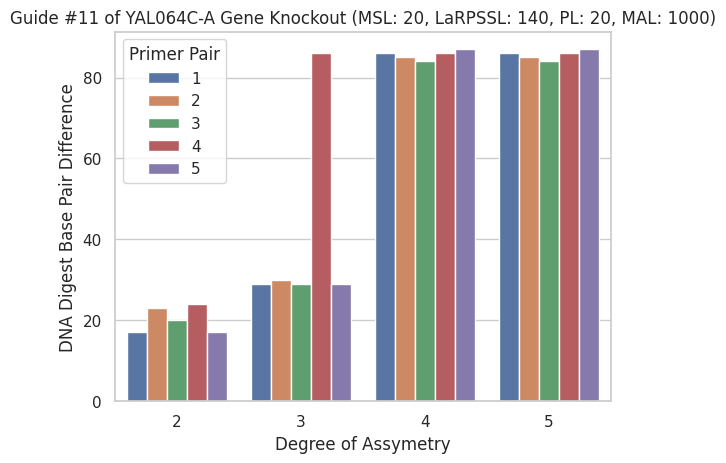 Guide #11 of YAL064C-A Gene Knockout (MSL: 20, LaRPSSL: 140, PL: 20, MAL: 1000)
Primer Pair
1
2
3
4
5
DNA Digest Base Pair Difference
80
60
40
20
0
2 3 4 5
Degree of Assymetry